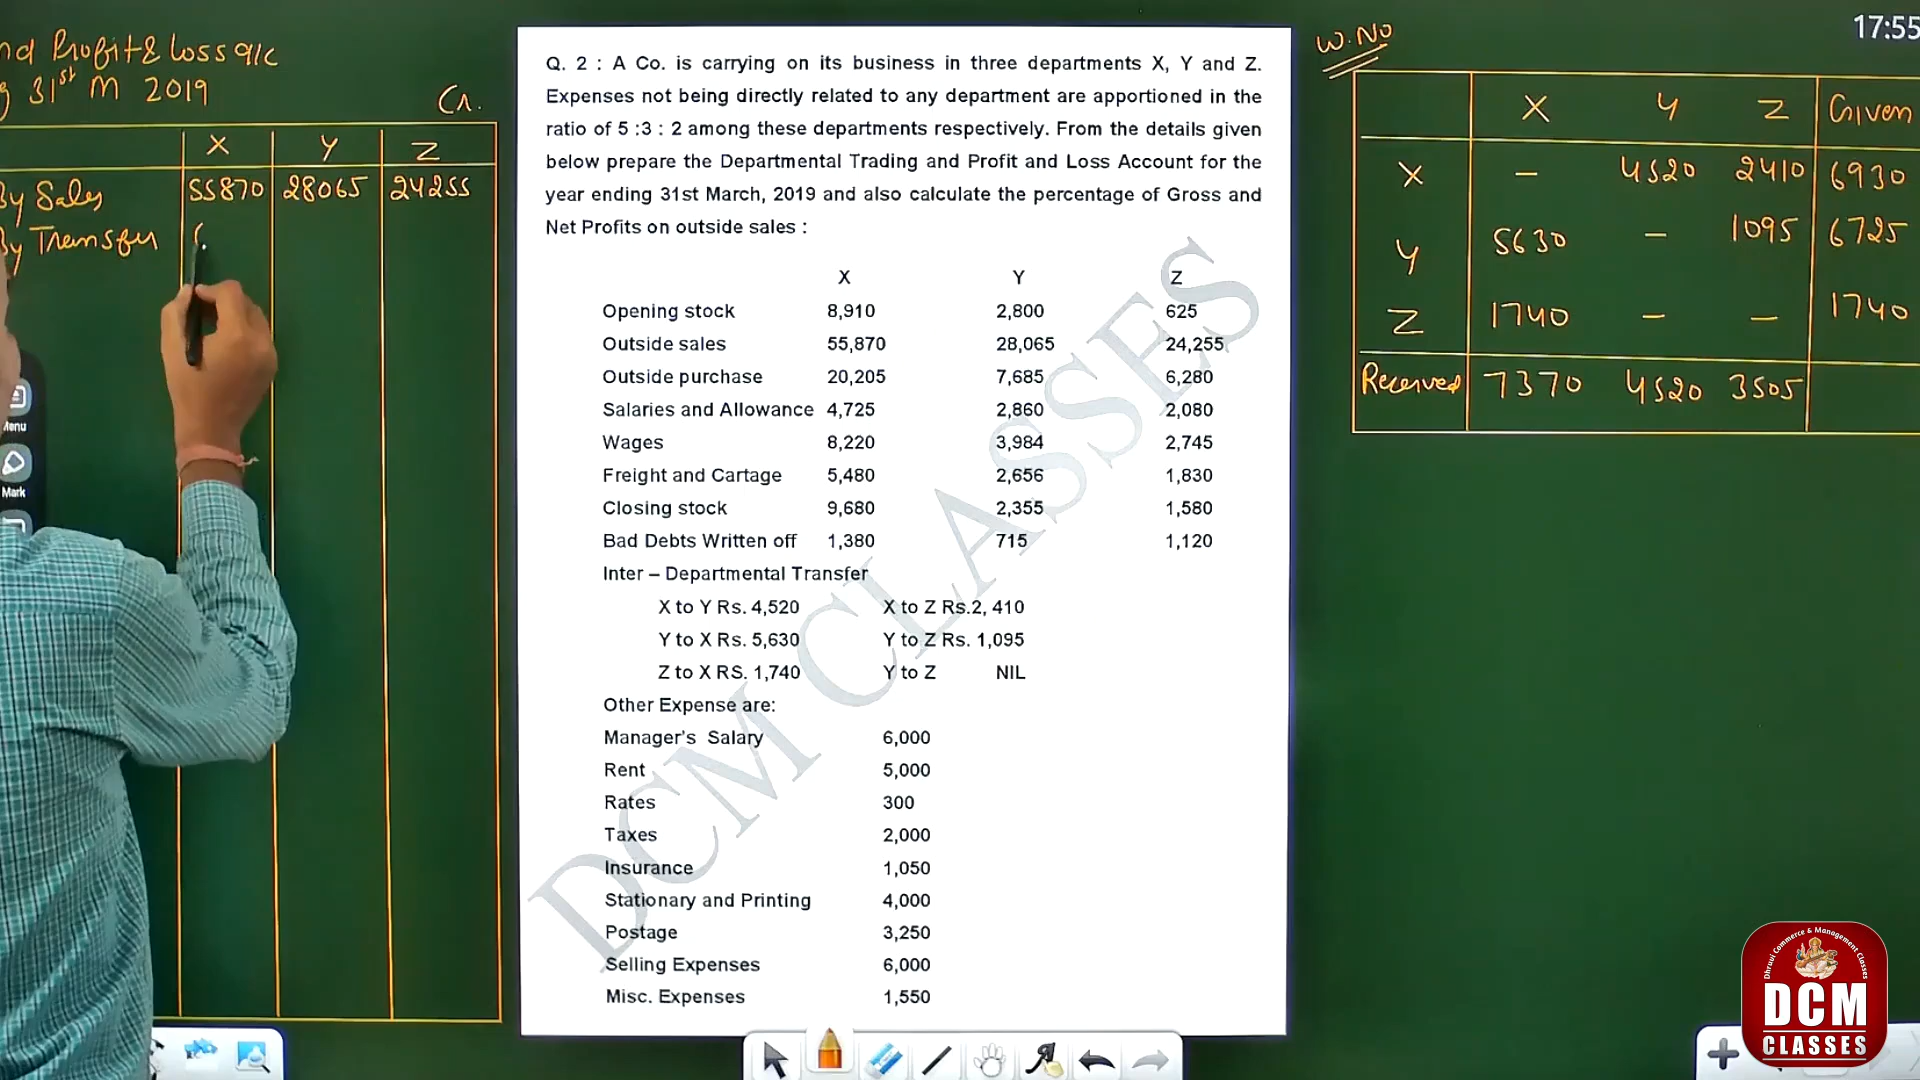 nd Profit & Loss a/c
g 31st M 2019
Cr.
X Y Z
By Sales 55870 28065 24255
By Transfer
Menu
Mark
Q. 2 : A Co. is carrying on its business in three departments X, Y and Z.
Expenses not being directly related to any department are apportioned in the
ratio of 5 :3 : 2 among these departments respectively. From the details given
below prepare the Departmental Trading and Profit and Loss Account for the
year ending 31st March, 2019 and also calculate the percentage of Gross and
Net Profits on outside sales :
X Y Z
Opening stock 8,910 2,800 625
Outside sales 55,870 28,065 24,255
Outside purchase 20,205 7,685 6,280
Salaries and Allowance 4,725 2,860 2,080
Wages 8,220 3,984 2,745
Freight and Cartage 5,480 2,656 1,830
Closing stock 9,680 2,355 1,580
Bad Debts Written off 1,380 715 1,120
Inter – Departmental Transfer
X to Y Rs. 4,520 X to Z Rs.2, 410
Y to X Rs. 5,630 Y to Z Rs. 1,095
Z to X RS. 1,740 Y to Z NIL
Other Expense are:
Manager's Salary 6,000
Rent 5,000
Rates 300
Taxes 2,000
Insurance 1,050
Stationary and Printing 4,000
Postage 3,250
Selling Expenses 6,000
Misc. Expenses 1,550
DCM CLASSES
W.NO
17:55
X Y Z Given
X – 4520 2410 6930
Y 5630 – 1095 6725
Z 1740 – – 1740
Received 7370 4520 3505
Dhruvi Commerce & Management Classes
DCM
CLASSES